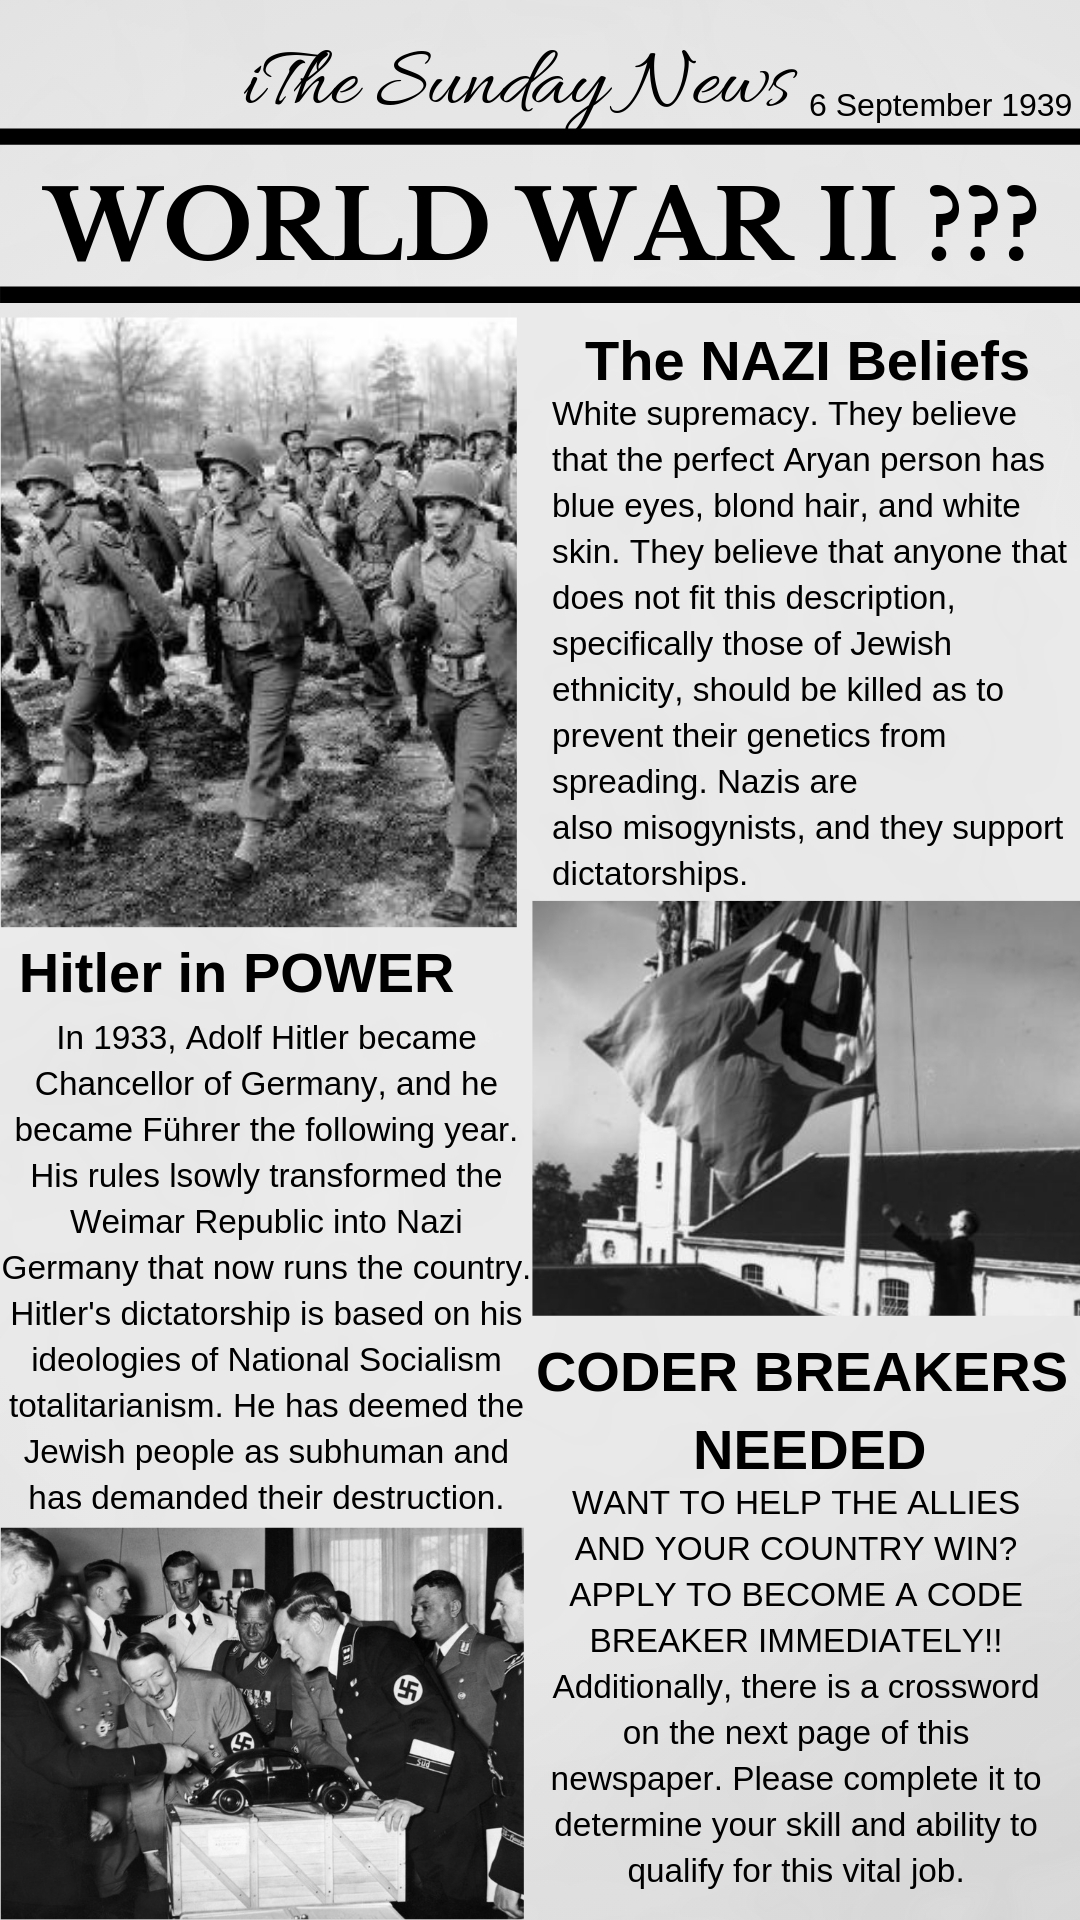 iThe Sunday News
6 September 1939
WORLD WAR II ???
The NAZI Beliefs
White supremacy. They believe
that the perfect Aryan person has
blue eyes, blond hair, and white
skin. They believe that anyone that
does not fit this description,
specifically those of Jewish
ethnicity, should be killed as to
prevent their genetics from
spreading. Nazis are
also misogynists, and they support
dictatorships.
Hitler in POWER
In 1933, Adolf Hitler became
Chancellor of Germany, and he
became Führer the following year.
His rules lsowly transformed the
Weimar Republic into Nazi
Germany that now runs the country.
Hitler's dictatorship is based on his
ideologies of National Socialism
totalitarianism. He has deemed the
Jewish people as subhuman and
has demanded their destruction.
CODER BREAKERS
NEEDED
WANT TO HELP THE ALLIES
AND YOUR COUNTRY WIN?
APPLY TO BECOME A CODE
BREAKER IMMEDIATELY!!
Additionally, there is a crossword
on the next page of this
newspaper. Please complete it to
determine your skill and ability to
qualify for this vital job.